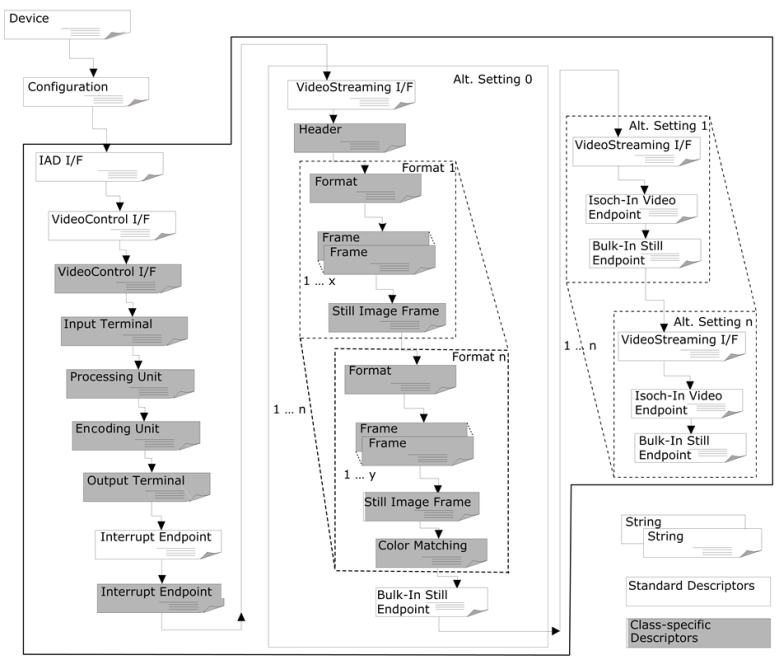 Device
Configuration
IAD I/F
VideoControl I/F
VideoControl I/F
Input Terminal
Processing Unit
Encoding Unit
Output Terminal
Interrupt Endpoint
Interrupt Endpoint
Alt. Setting 0
VideoStreaming I/F
Header
Format 1
Format
Frame
Frame
1 ... x
Still Image Frame
Format n
Format
1 ... n
Frame
Frame
1 ... y
Still Image Frame
Color Matching
Bulk-In Still
Endpoint
Alt. Setting 1
VideoStreaming I/F
Isoch-In Video
Endpoint
Bulk-In Still
Endpoint
Alt. Setting n
1 ... n
VideoStreaming I/F
Isoch-In Video
Endpoint
Bulk-In Still
Endpoint
String
String
Standard Descriptors
Class-specific
Descriptors